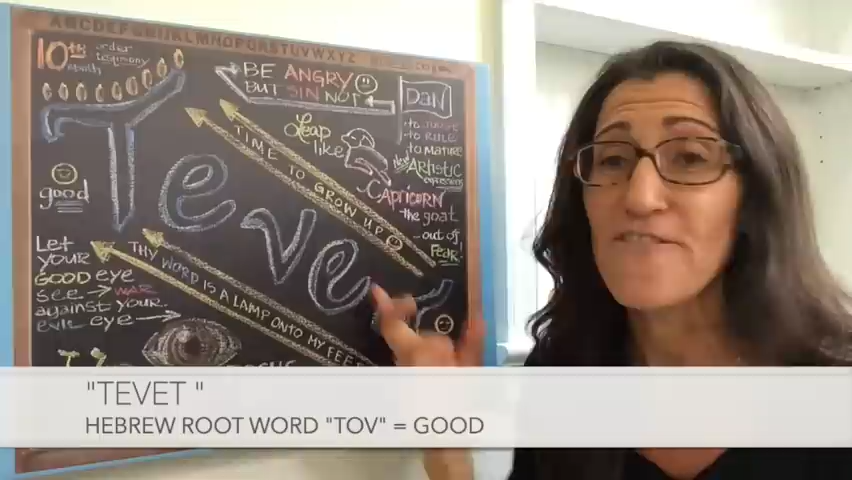 ABCDEFGHIJKLMNOPQRSTUVWXYZ
10th order
testimony
month
Tevet
BE ANGRY
BUT SIN NOT
DaN
to RULE
to MATURE
Artistic
expression
Leap
like
Capricorn
the goat
out of
Fear.
TIME TO GROW UP
good
Let
YOUR
GOOD eye
see → WAR
against YOUR
evil eye →
THY WORD IS A LAMP ONTO MY FEET
"TEVET "
HEBREW ROOT WORD "TOV" = GOOD